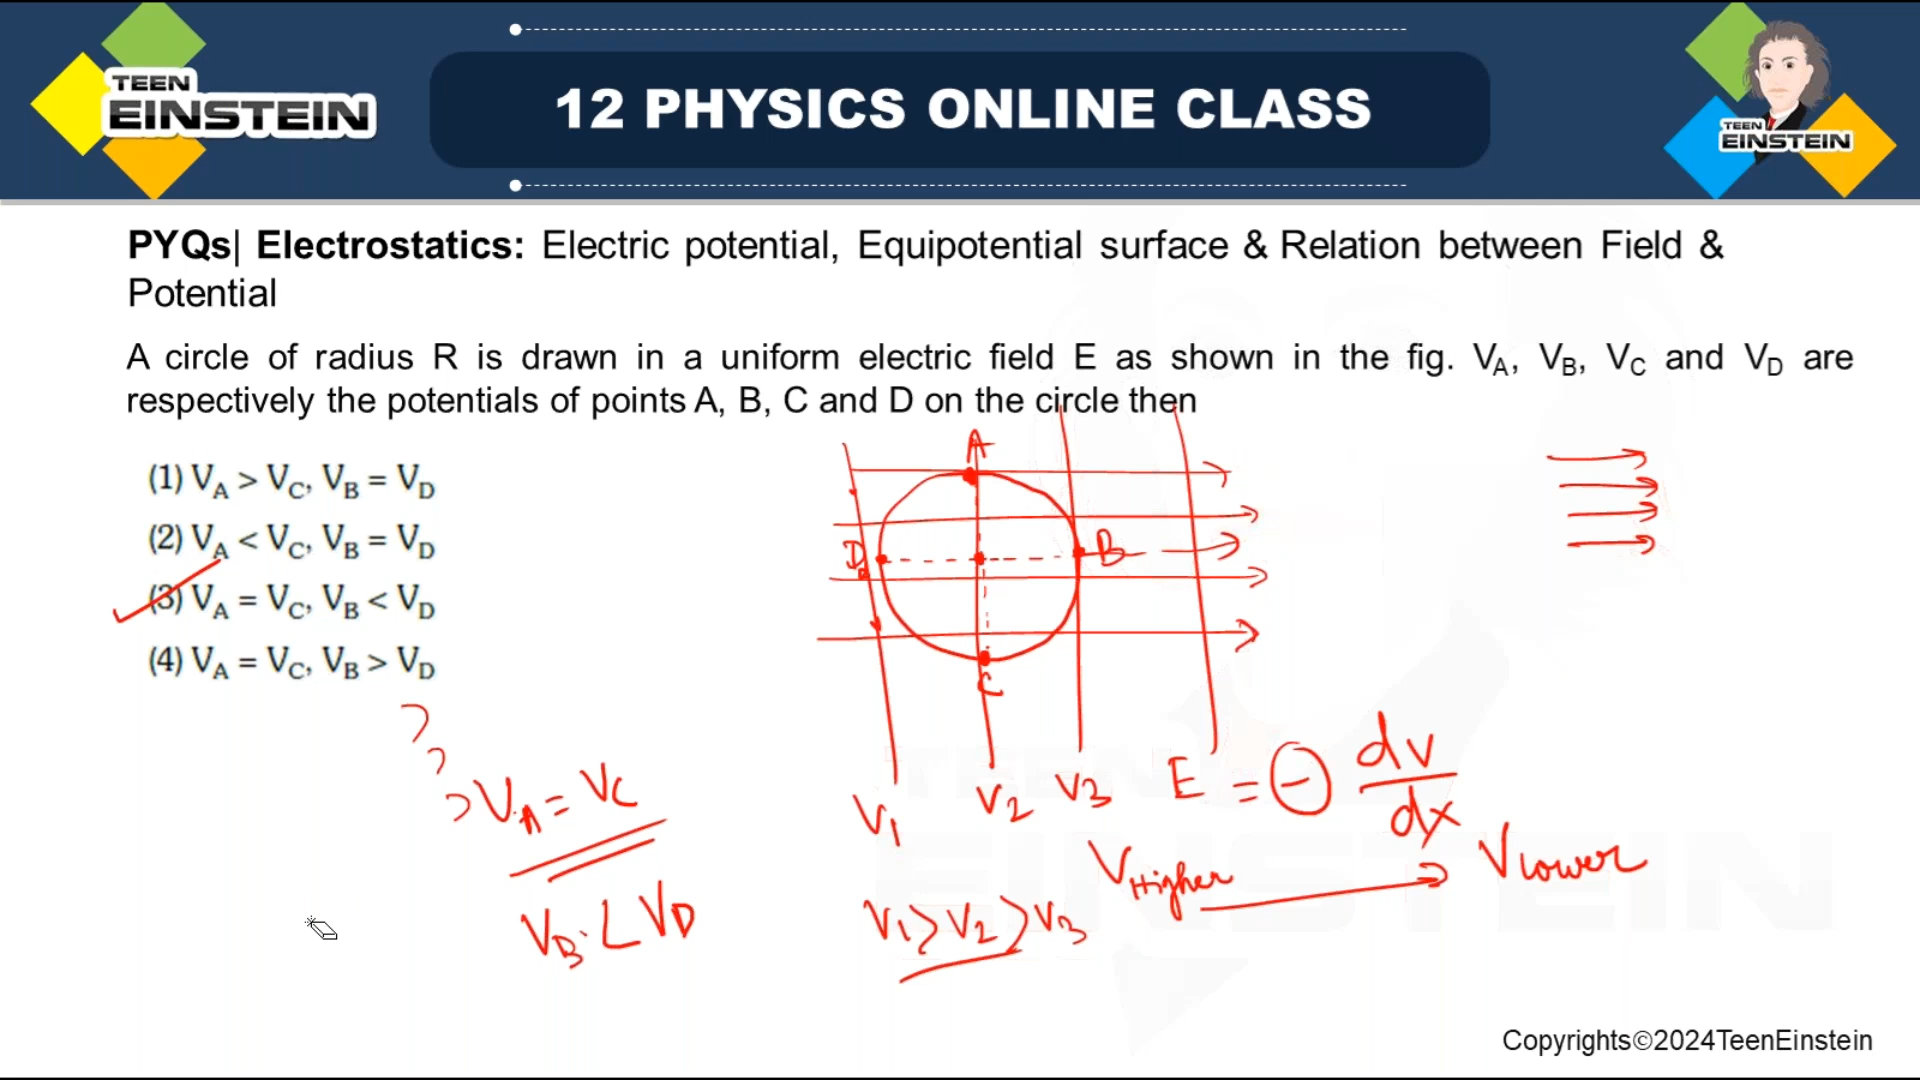 TEEN
EINSTEIN
12 PHYSICS ONLINE CLASS
TEEN
EINSTEIN
PYQs| Electrostatics: Electric potential, Equipotential surface & Relation between Field &
Potential
A circle of radius R is drawn in a uniform electric field E as shown in the fig. VA, VB, VC and VD are
respectively the potentials of points A, B, C and D on the circle then
(1) VA > VC, VB = VD
(2) VA < VC, VB = VD
(3) VA = VC, VB < VD
(4) VA = VC, VB > VD
A
D
B
C
V1 V2 V3
E = - dv/dx
VA = VC
VHigher → Vlower
VB < VD
V1 > V2 > V3
TEEN
EINSTEIN
Copyrights©2024TeenEinstein